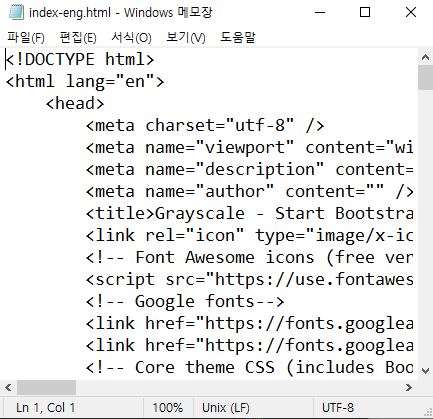 index-eng.html - Windows 메모장
파일(F) 편집(E) 서식(O) 보기(V) 도움말
<!DOCTYPE html>
<html lang="en">
<head>
<meta charset="utf-8" />
<meta name="viewport" content="wi
<meta name="description" content=
<meta name="author" content="" />
<title>Grayscale - Start Bootstra
<link rel="icon" type="image/x-ic
<!-- Font Awesome icons (free ver
<script src="https://use.fontawes
<!-- Google fonts-->
<link href="https://fonts.googlea
<link href="https://fonts.googlea
<!-- Core theme CSS (includes Boo
Ln 1, Col 1 100% Unix (LF) UTF-8